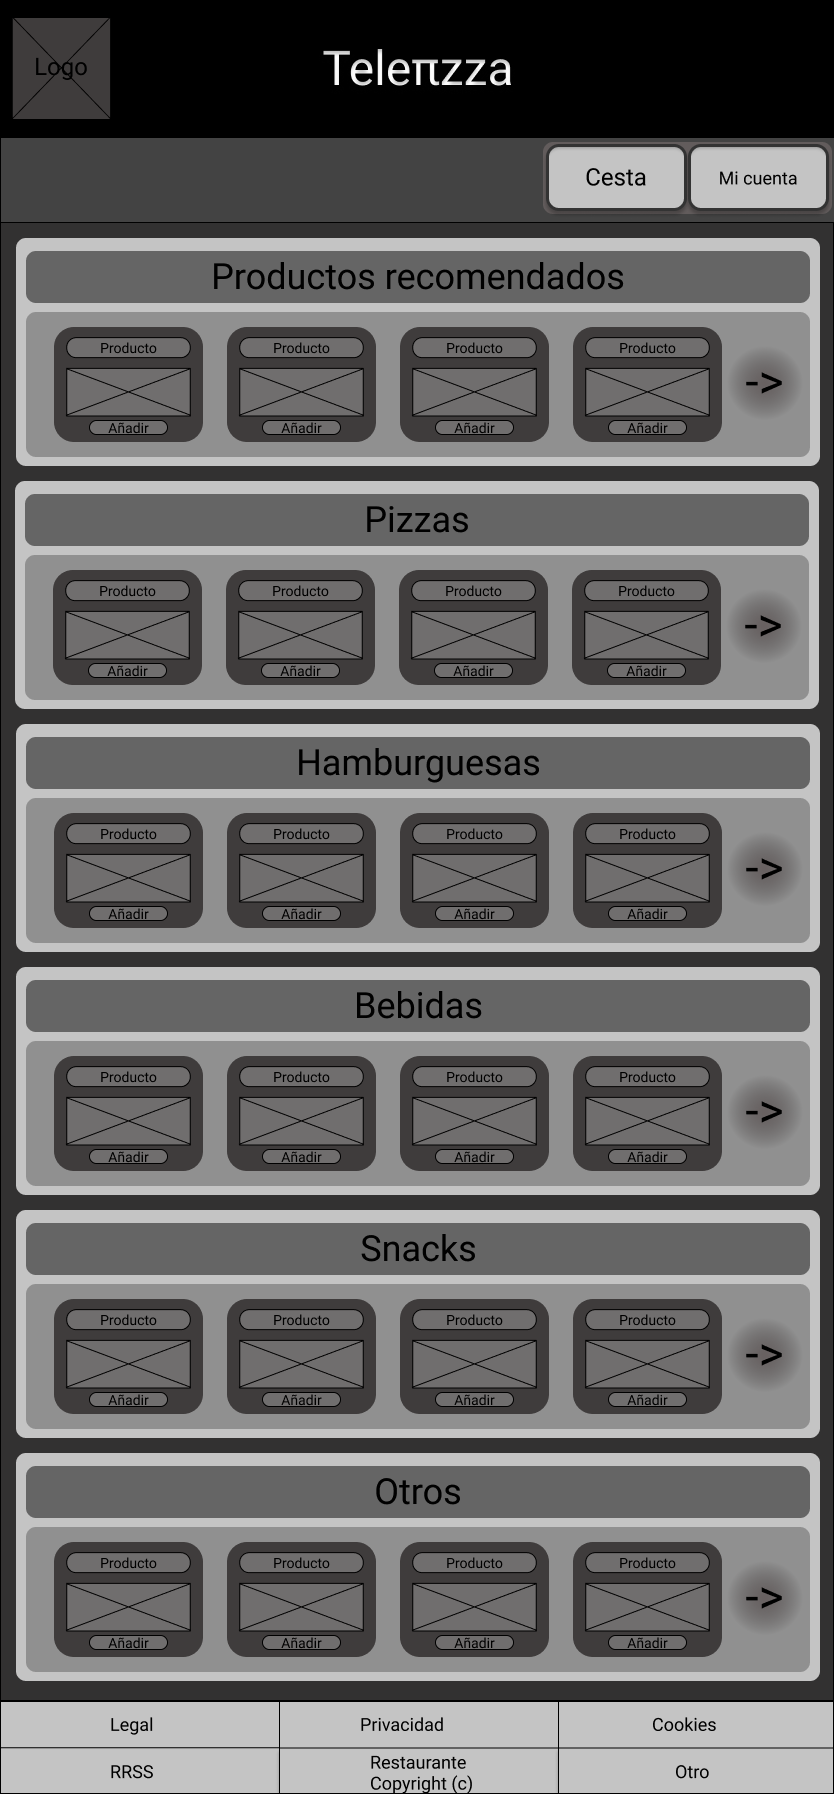 Logo
Teleπzza
Cesta
Mi cuenta
Productos recomendados
Producto Producto Producto Producto
->
Añadir Añadir Añadir Añadir
Pizzas
Producto Producto Producto Producto
->
Añadir Añadir Añadir Añadir
Hamburguesas
Producto Producto Producto Producto
->
Añadir Añadir Añadir Añadir
Bebidas
Producto Producto Producto Producto
->
Añadir Añadir Añadir Añadir
Snacks
Producto Producto Producto Producto
->
Añadir Añadir Añadir Añadir
Otros
Producto Producto Producto Producto
->
Añadir Añadir Añadir Añadir
Legal
Privacidad
Cookies
RRSS
Restaurante
Copyright (c)
Otro